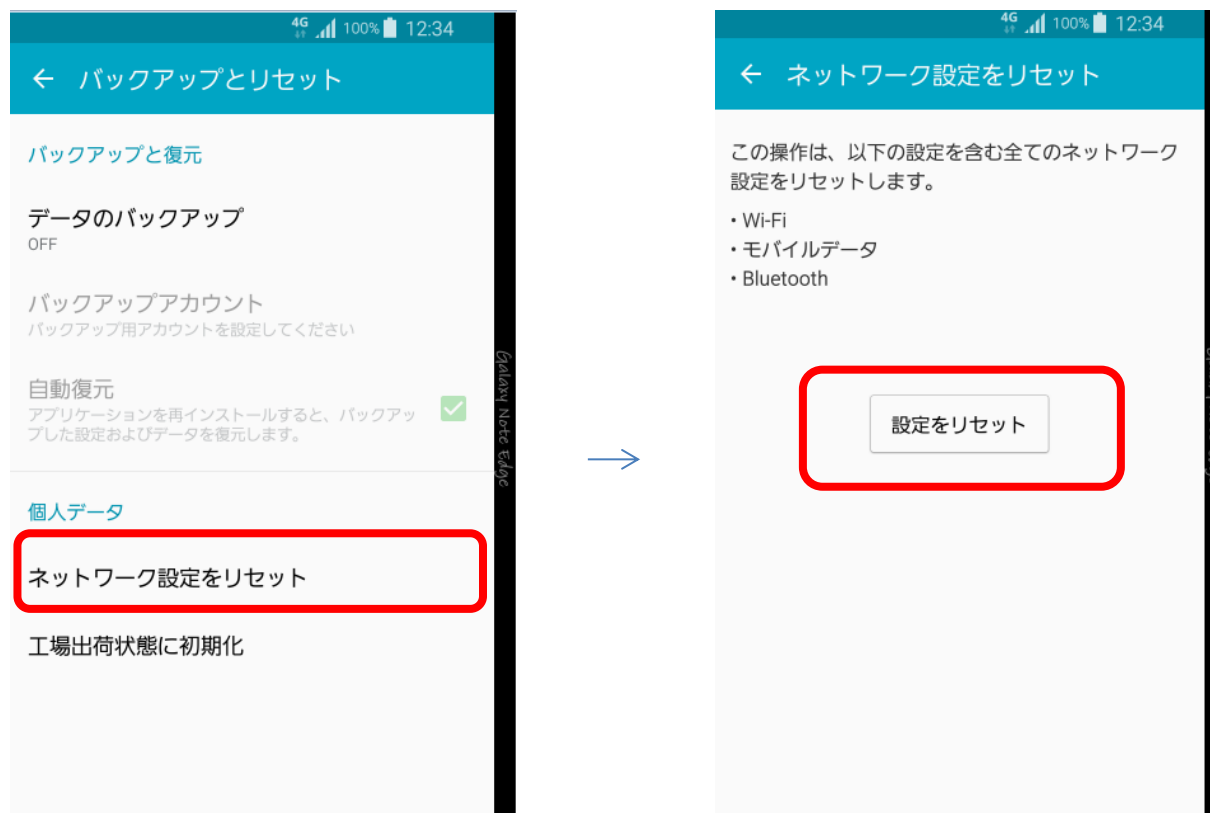 4G 100% 12:34
← バックアップとリセット
バックアップと復元
データのバックアップ
OFF
バックアップアカウント
バックアップ用アカウントを設定してください
自動復元
アプリケーションを再インストールすると、バックアッ
プした設定およびデータを復元します。
個人データ
ネットワーク設定をリセット
工場出荷状態に初期化
Galaxy Note Edge
→
4G 100% 12:34
← ネットワーク設定をリセット
この操作は、以下の設定を含む全てのネットワーク
設定をリセットします。
・Wi-Fi
・モバイルデータ
・Bluetooth
設定をリセット